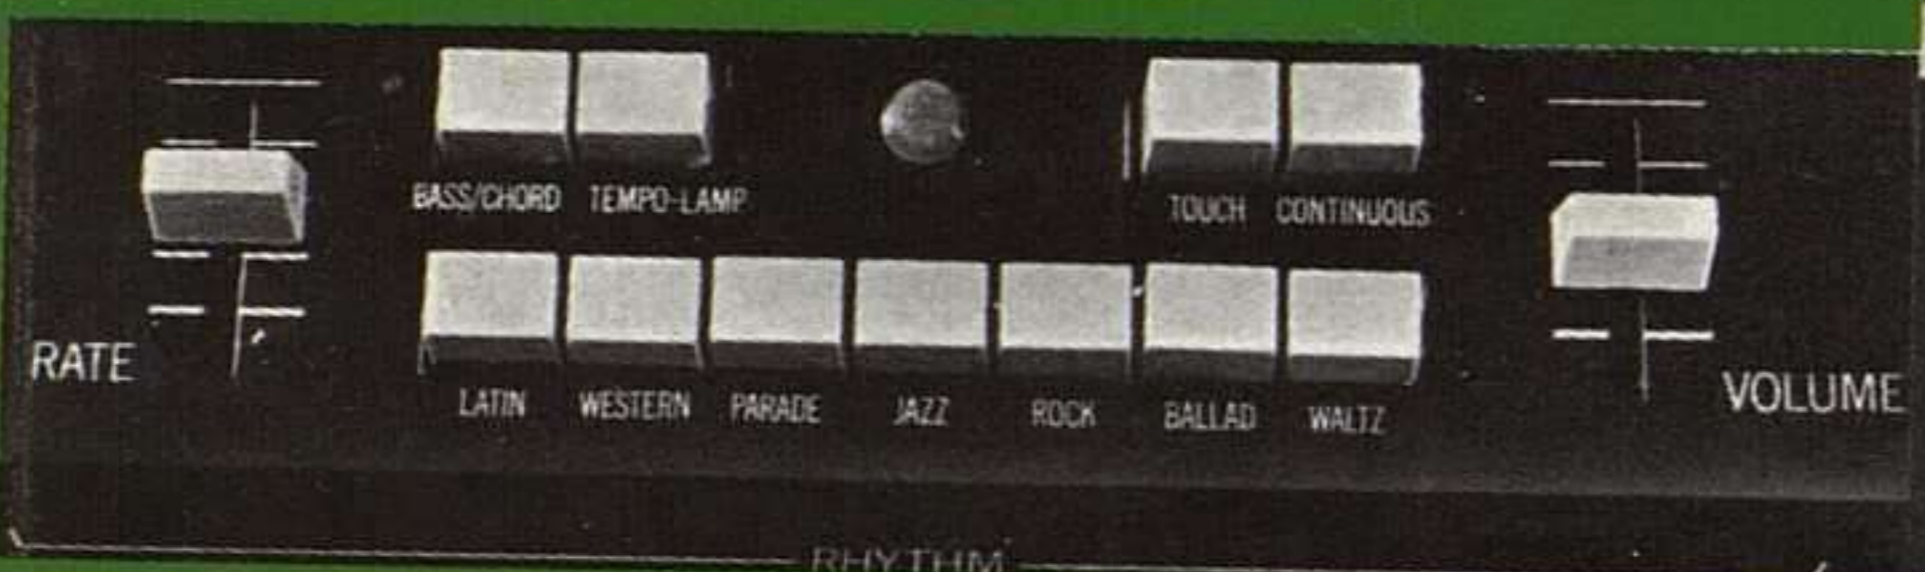 BASS/CHORD TEMPO-LAMP TOUCH CONTINUOUS
RATE
LATIN WESTERN PARADE JAZZ ROCK BALLAD WALTZ
VOLUME
RHYTHM